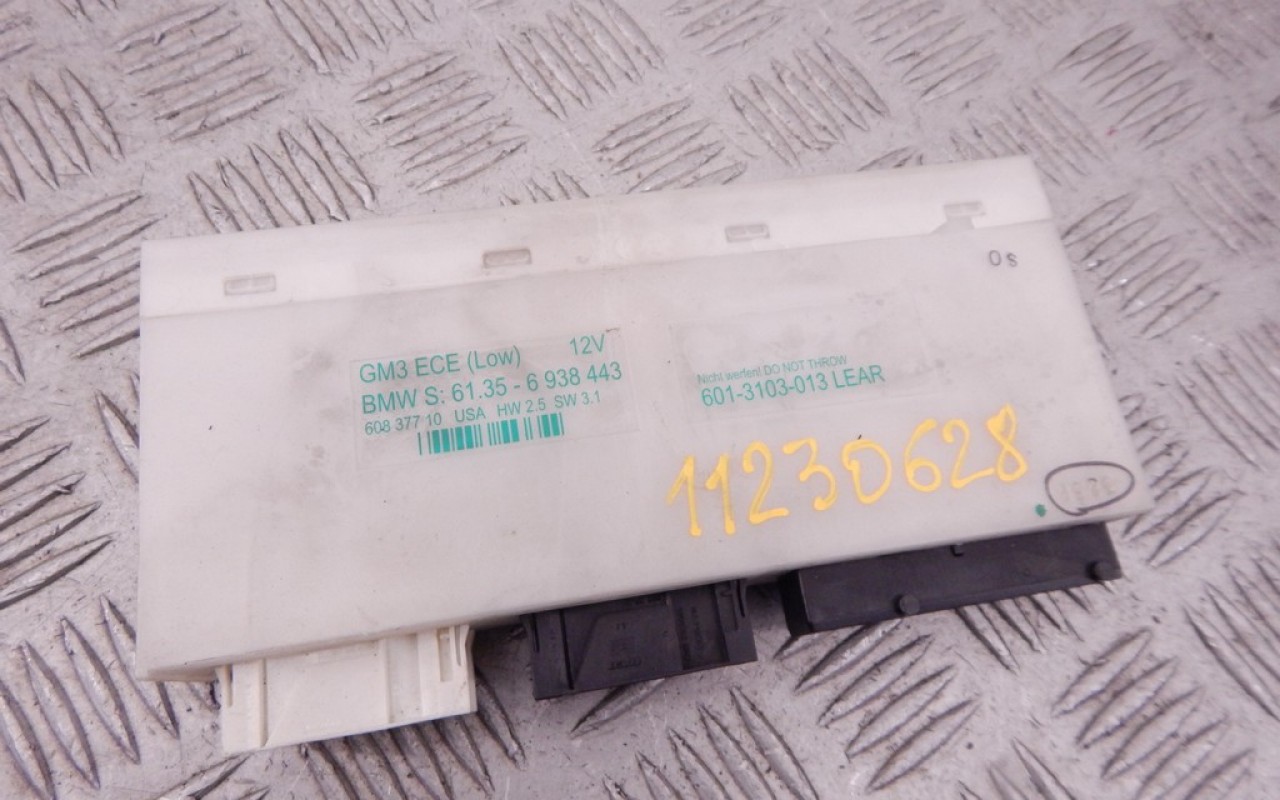 GM3 ECE (Low) 12V
BMW S: 61.35 - 6 938 443
608 377 10 USA HW 2.5 SW 3.1
Nicht werfen! DO NOT THROW
601-3103-013 LEAR
11230628